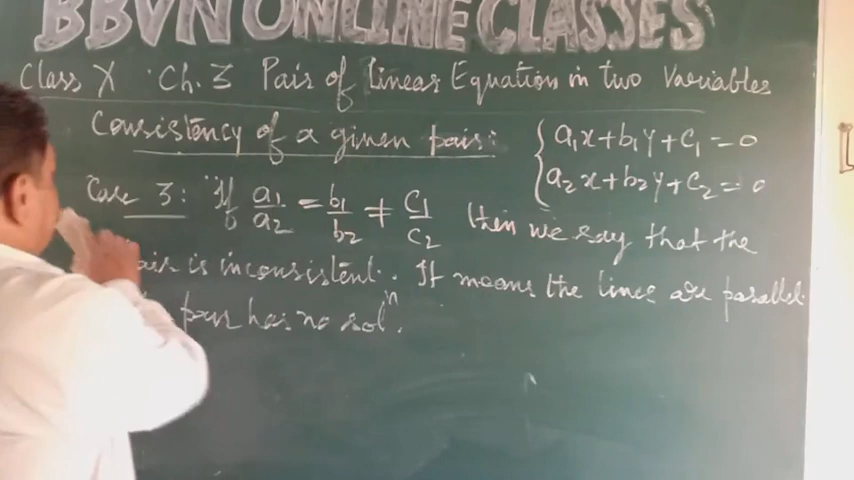 BBVN ONLINE CLASSES
Class X Ch. 3 Pair of linear Equation in two Variables
Consistency of a given pair: { a₁x+b₁y+c₁=0
a₂x+b₂y+c₂=0
Case 3: "If a₁/a₂ = b₁/b₂ ≠ c₁/c₂ then we say that the
is inconsistent. It means the lines are parallel.
pair has no solⁿ.